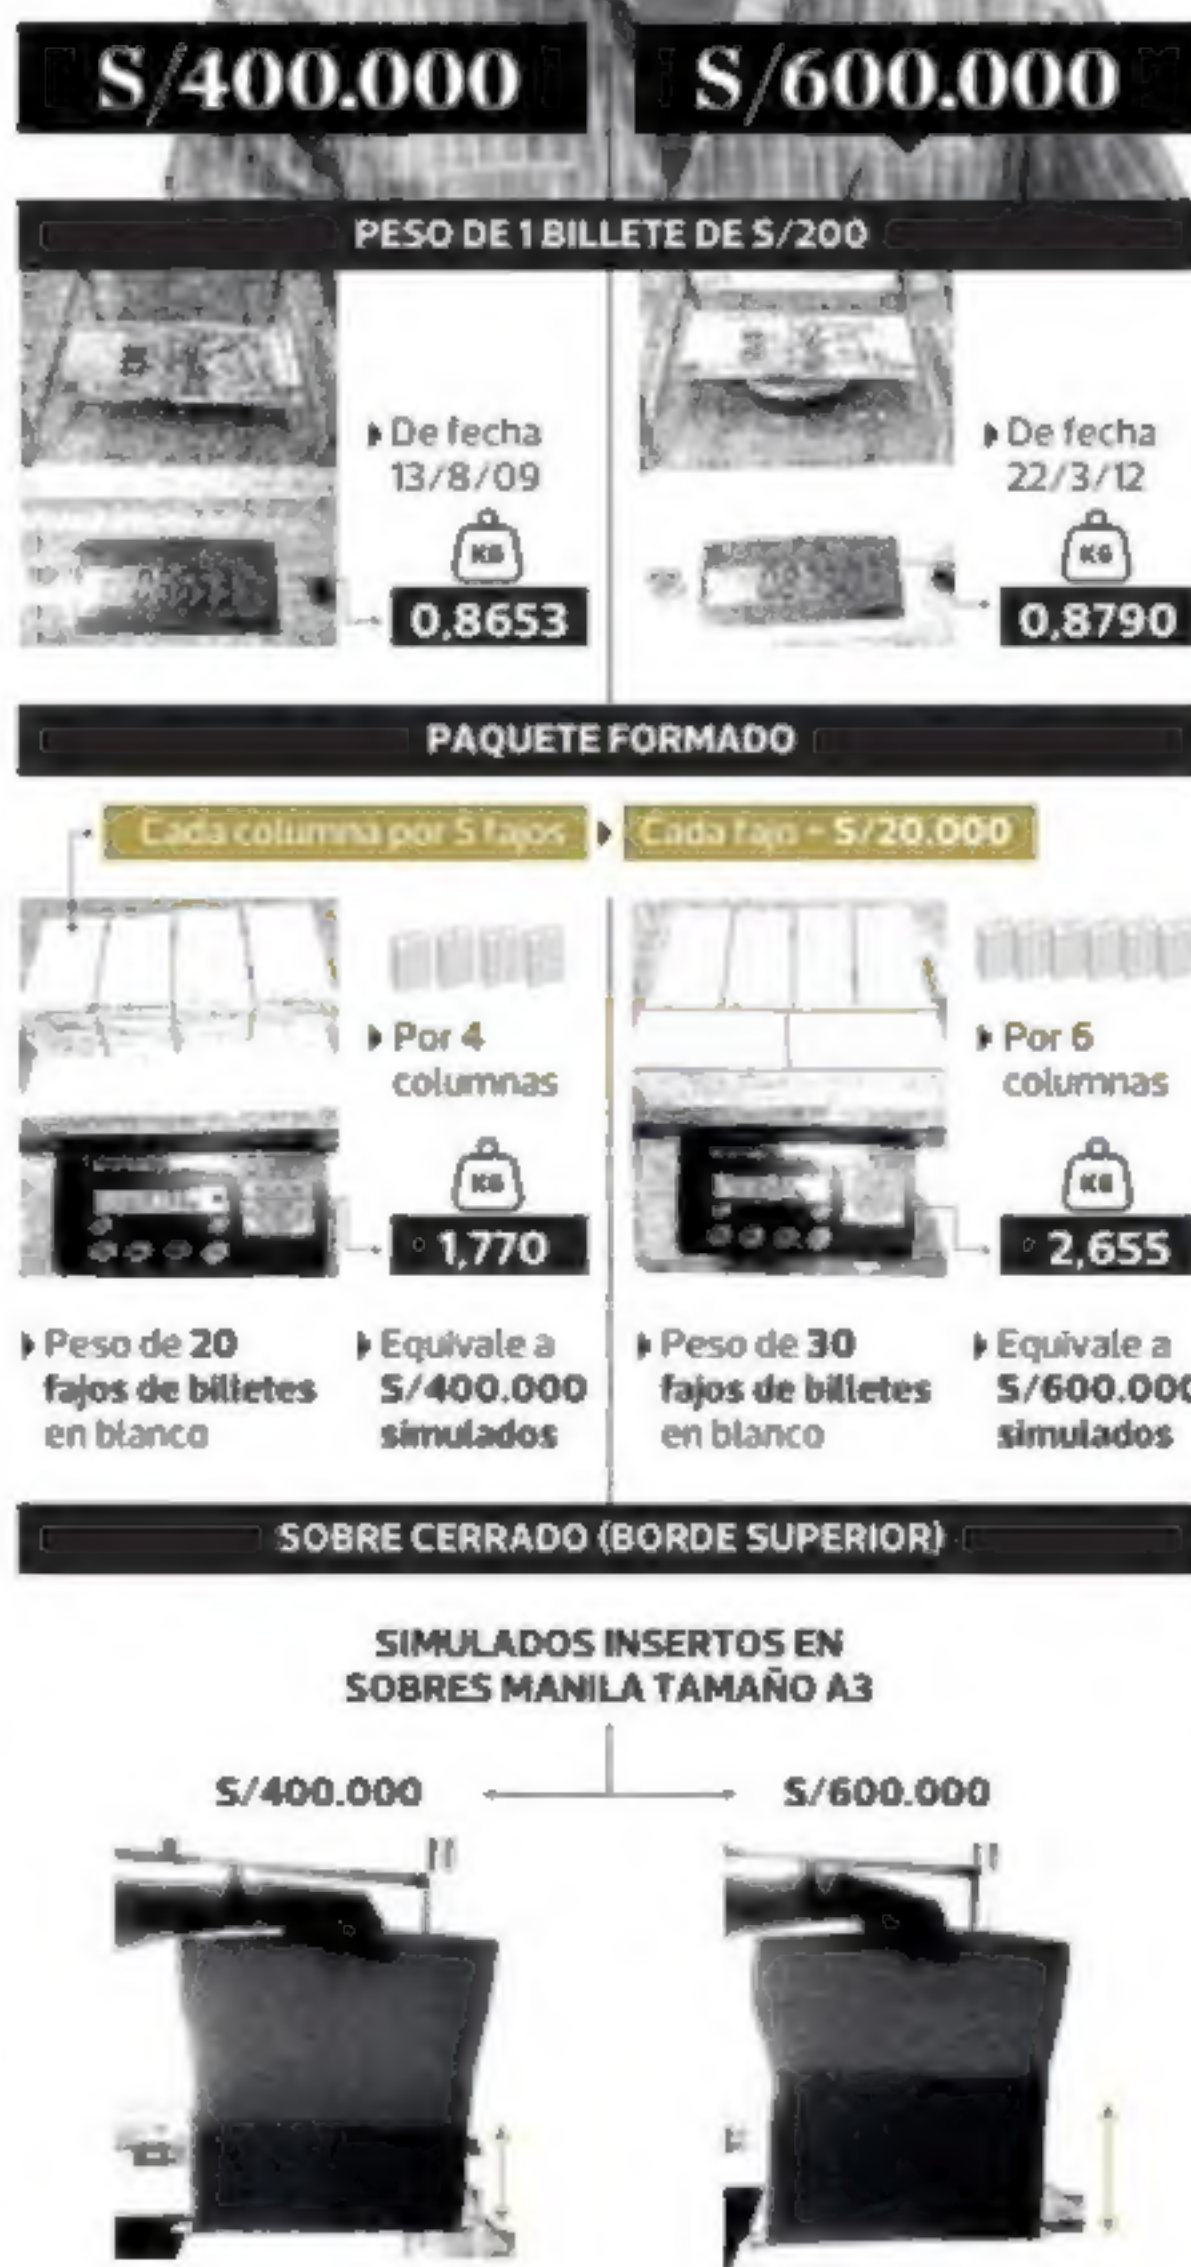 S/400.000
S/600.000
PESO DE 1 BILLETE DE S/200
De fecha
13/8/09
KG
0,8653
De fecha
22/3/12
KG
0,8790
PAQUETE FORMADO
Cada columna por 5 fajos
Cada fajo = S/20.000
Por 4
columnas
KG
1,770
Por 6
columnas
KG
2,655
Peso de 20
fajos de billetes
en blanco
Equivale a
S/400.000
simulados
Peso de 30
fajos de billetes
en blanco
Equivale a
S/600.000
simulados
SOBRE CERRADO (BORDE SUPERIOR)
SIMULADOS INSERTOS EN
SOBRES MANILA TAMAÑO A3
S/400.000
S/600.000